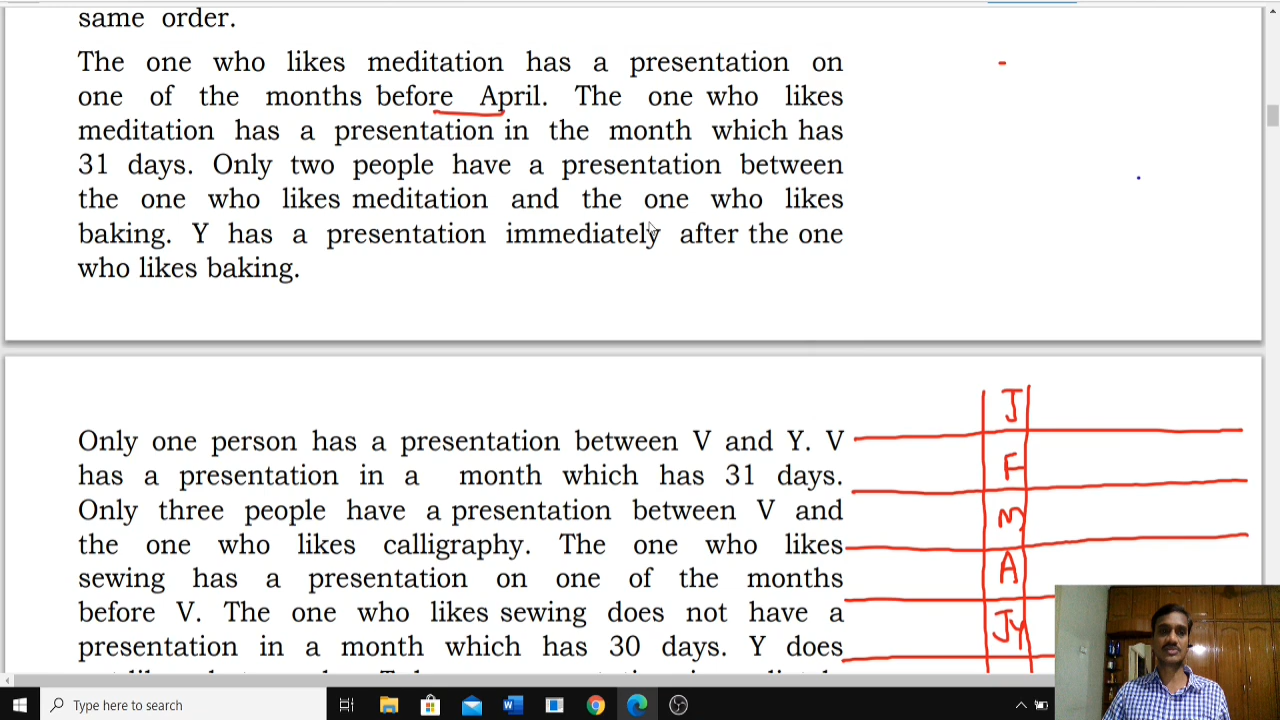 same order.
The one who likes meditation has a presentation on
one of the months before April. The one who likes
meditation has a presentation in the month which has
31 days. Only two people have a presentation between
the one who likes meditation and the one who likes
baking. Y has a presentation immediately after the one
who likes baking.
Only one person has a presentation between V and Y. V
has a presentation in a month which has 31 days.
Only three people have a presentation between V and
the one who likes calligraphy. The one who likes
sewing has a presentation on one of the months
before V. The one who likes sewing does not have a
presentation in a month which has 30 days. Y does
J
F
M
A
JY
Type here to search